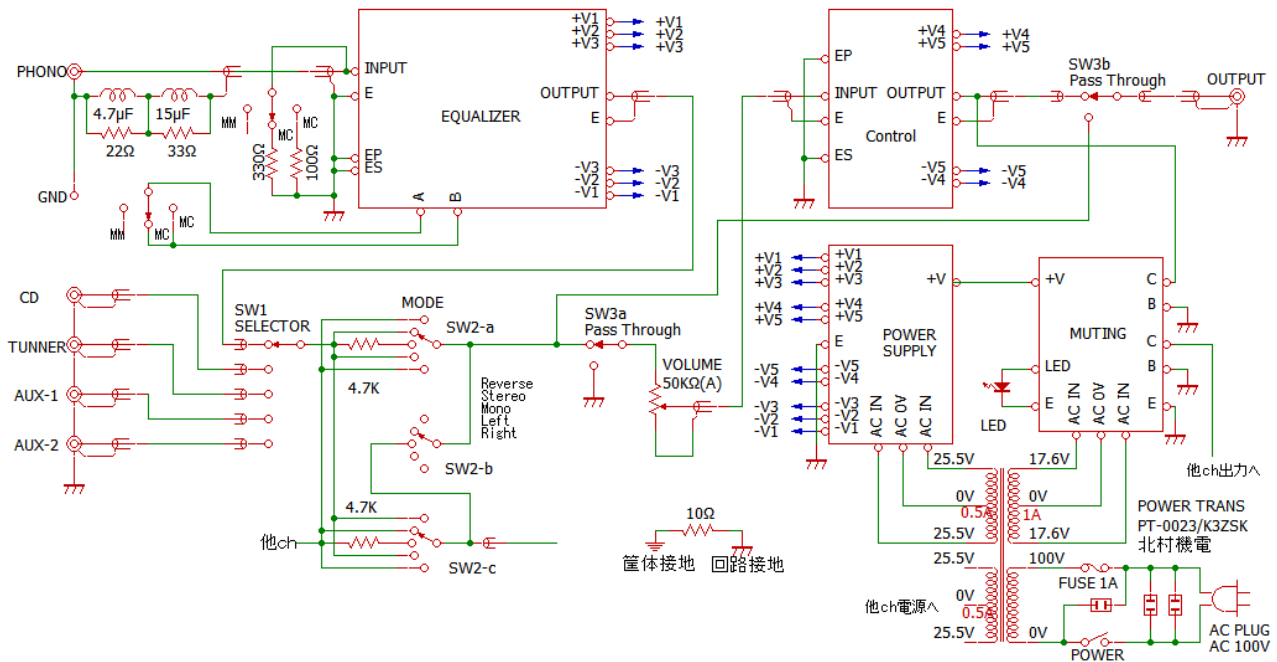 PHONO
4.7μF
15μF
22Ω
33Ω
GND
MM
MC
MC
330Ω
100Ω
MM
MC
MC
INPUT
E
EP
ES
EQUALIZER
A
B
+V1
+V2
+V3
OUTPUT
E
-V3
-V2
-V1
+V1
+V2
+V3
-V3
-V2
-V1
EP
INPUT
E
ES
Control
+V4
+V5
OUTPUT
E
-V5
-V4
+V4
+V5
-V5
-V4
SW3b
Pass Through
OUTPUT
CD
TUNNER
AUX-1
AUX-2
SW1
SELECTOR
MODE
SW2-a
4.7K
Reverse
Stereo
Mono
Left
Right
SW2-b
4.7K
他ch
SW2-c
SW3a
Pass Through
VOLUME
50KΩ(A)
10Ω
筐体接地
回路接地
+V1
+V2
+V3
+V4
+V5
-V5
-V4
-V3
-V2
-V1
+V1
+V2
+V3
+V4
+V5
E
-V5
-V4
-V3
-V2
-V1
POWER
SUPPLY
+V
AC IN
AC 0V
AC IN
+V
MUTING
C
B
C
B
E
LED
E
AC IN
AC 0V
AC IN
LED
他ch出力へ
25.5V
0V
0.5A
25.5V
17.6V
0V
1A
17.6V
POWER TRANS
PT-0023/K3ZSK
北村機電
25.5V
0V
0.5A
25.5V
他ch電源へ
100V
0V
FUSE 1A
POWER
AC PLUG
AC 100V